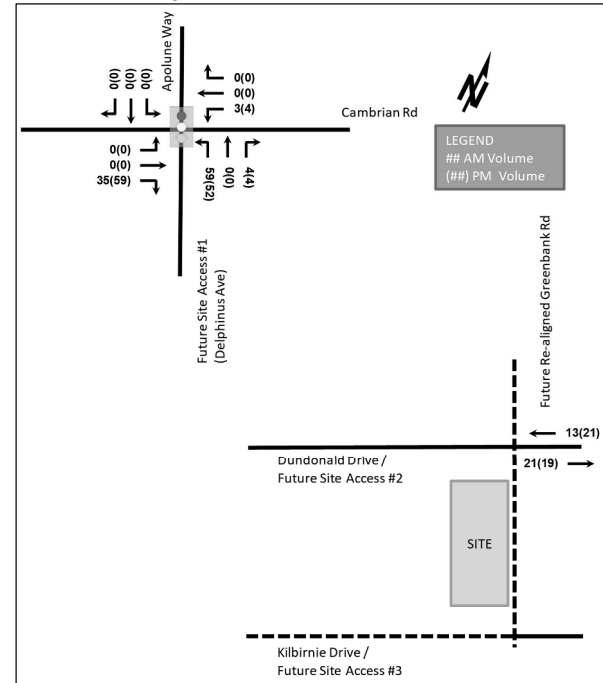 Apolune Way
0(0)
0(0)
0(0)
0(0)
0(0)
3(4)
Cambrian Rd
0(0)
0(0)
35(59)
59(52)
0(0)
4(4)
Future Site Access #1
(Delphinus Ave)
LEGEND
## AM Volume
(##) PM Volume
Future Re-aligned Greenbank Rd
13(21)
21(19)
Dundonald Drive /
Future Site Access #2
SITE
Kilbirnie Drive /
Future Site Access #3